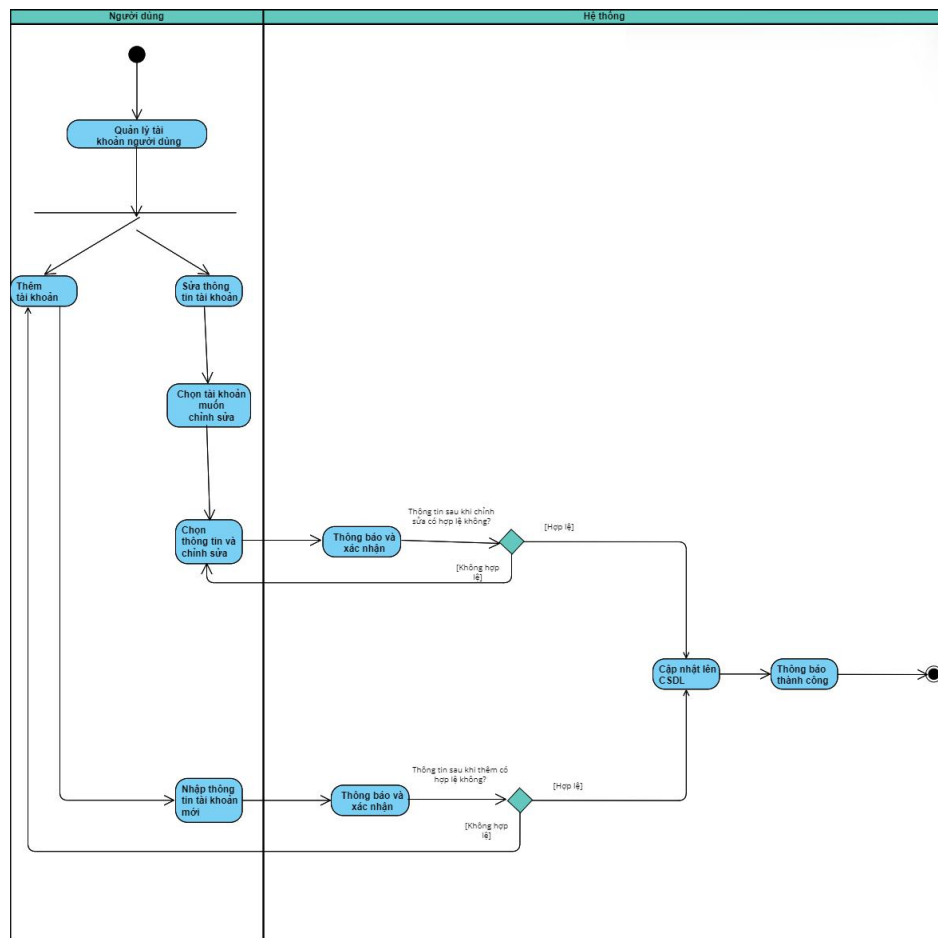 Người dùng
Hệ thống
Quản lý tài
khoản người dùng
Thêm
tài khoản
Sửa thông
tin tài khoản
Chọn tài khoản
muốn
chỉnh sửa
Chọn
thông tin và
chỉnh sửa
Thông báo và
xác nhận
Thông tin sau khi chỉnh
sửa có hợp lệ không?
[Hợp lệ]
[Không hợp
lệ]
Cập nhật lên
CSDL
Thông báo
thành công
Nhập thông
tin tài khoản
mới
Thông báo và
xác nhận
Thông tin sau khi thêm có
hợp lệ không?
[Hợp lệ]
[Không hợp
lệ]